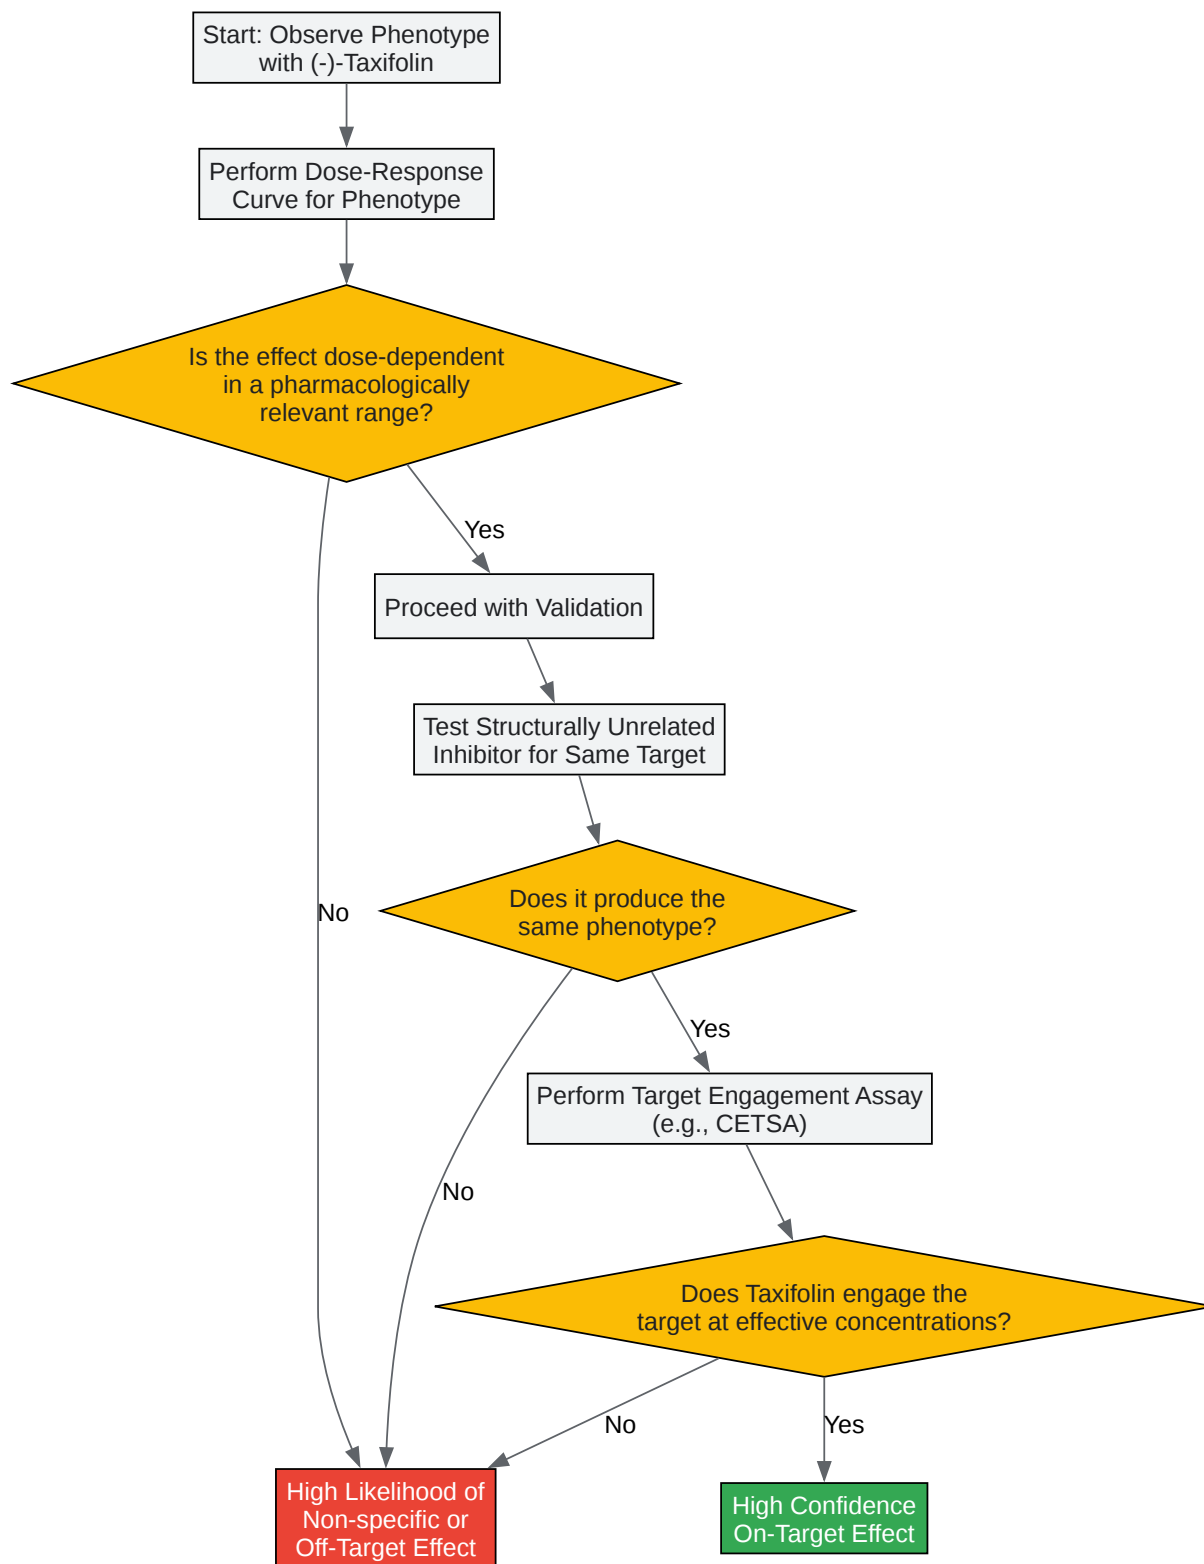 Start: Observe Phenotype
with (-)-Taxifolin
Perform Dose-Response
Curve for Phenotype
Is the effect dose-dependent
in a pharmacologically
relevant range?
Yes
Proceed with Validation
Test Structurally Unrelated
Inhibitor for Same Target
Does it produce the
same phenotype?
No
Yes
Perform Target Engagement Assay
(e.g., CETSA)
No
Does Taxifolin engage the
target at effective concentrations?
No
Yes
High Likelihood of
Non-specific or
Off-Target Effect
High Confidence
On-Target Effect